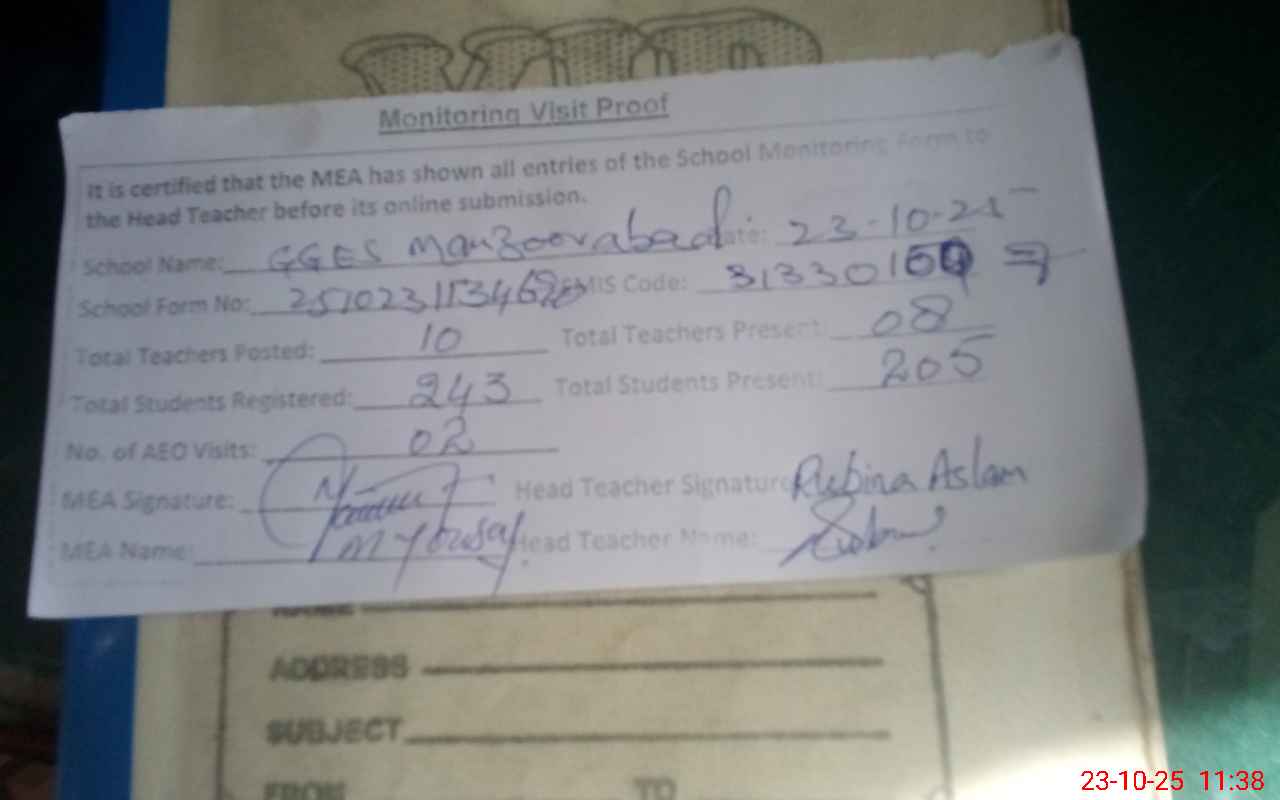 Monitoring Visit Proof
It is certified that the MEA has shown all entries of the School Monitoring Form to
the Head Teacher before its online submission.
School Name: GGES Manzoorabad Date: 23-10-25
School Form No: EMIS Code:
Total Teachers Posted: 10 Total Teachers Present: 08
Total Students Registered: 243 Total Students Present: 205
No. of AEO Visits: 02
MEA Signature: Head Teacher Signature Rubina Aslam
MEA Name: M Yousaf Head Teacher Name:
NAME
ADDRESS
SUBJECT
FROM TO
23-10-25 11:38